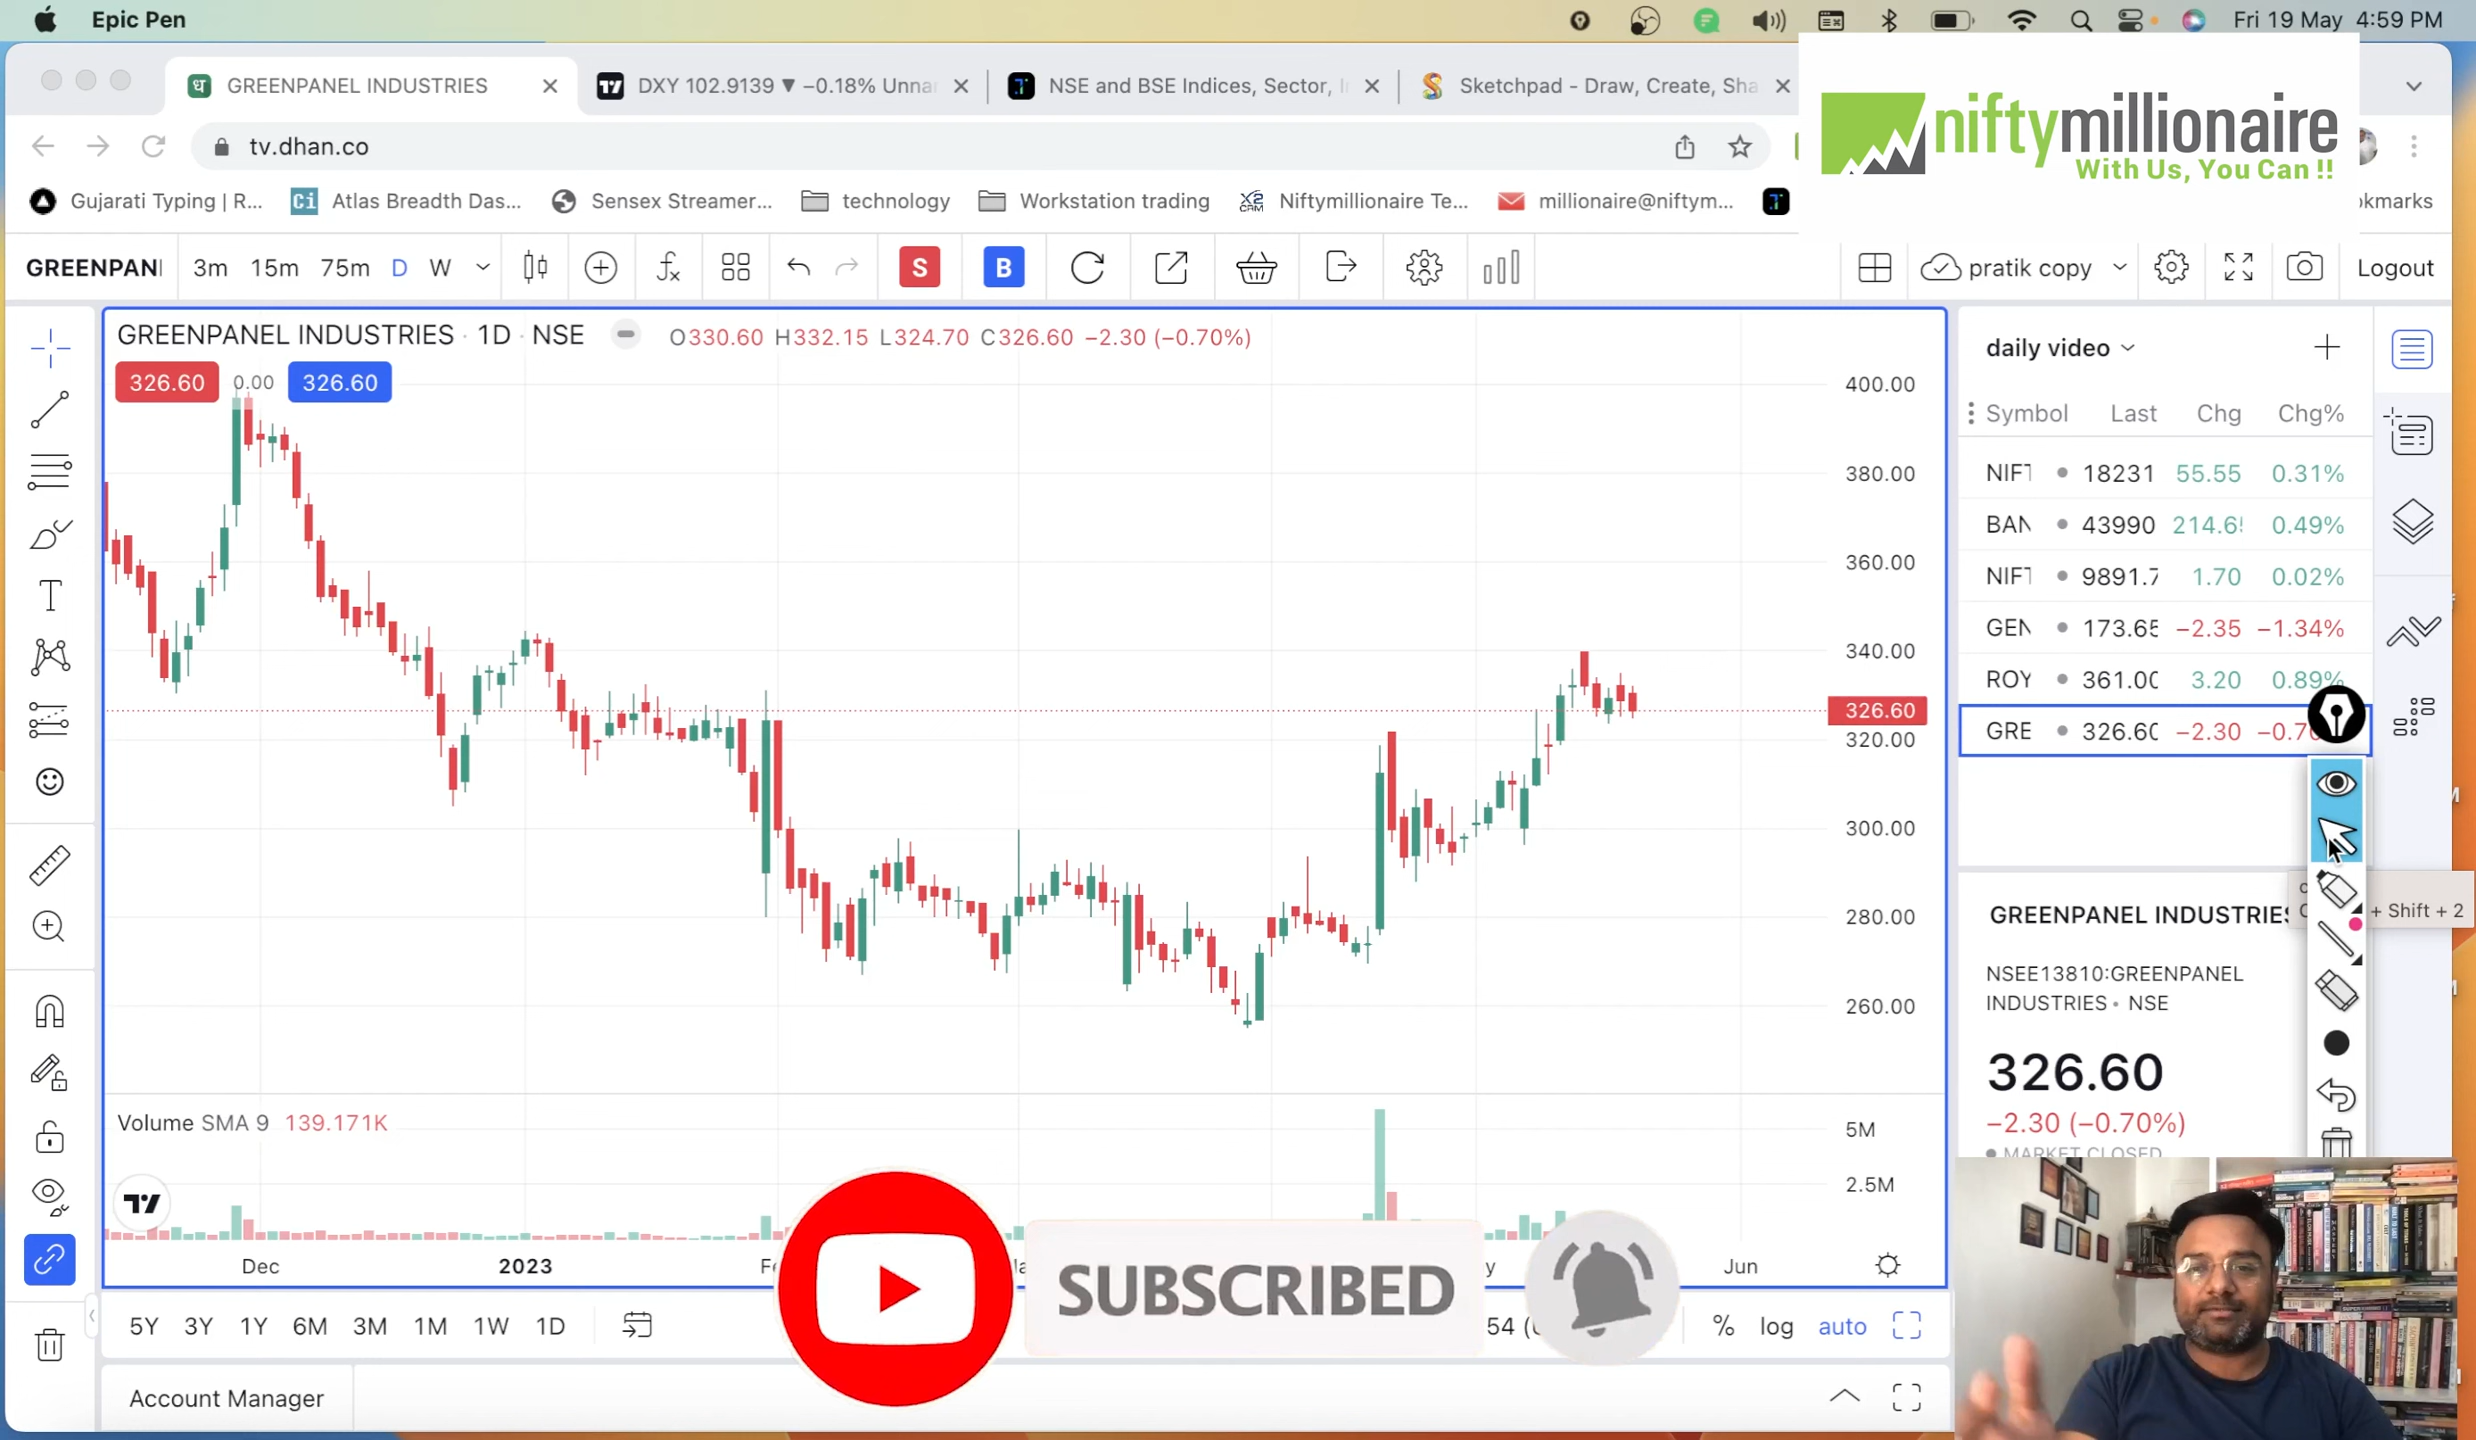 Epic Pen
Fri 19 May 4:59 PM
GREENPANEL INDUSTRIES
DXY 102.9139 ▼ −0.18% Unna
NSE and BSE Indices, Sector, I
Sketchpad - Draw, Create, Sha
niftymillionaire
With Us, You Can !!
tv.dhan.co
Gujarati Typing | R...
Ci Atlas Breadth Das...
Sensex Streamer...
technology
Workstation trading
X2 CRM Niftymillionaire Te...
millionaire@niftym...
kmarks
GREENPAN 3m 15m 75m D W
S B
pratik copy
Logout
GREENPANEL INDUSTRIES · 1D · NSE O330.60 H332.15 L324.70 C326.60 −2.30 (−0.70%)
326.60 0.00 326.60
400.00
380.00
360.00
340.00
326.60
320.00
300.00
280.00
260.00
Volume SMA 9 139.171K
5M
2.5M
Dec 2023 Jun
5Y 3Y 1Y 6M 3M 1M 1W 1D
% log auto
SUBSCRIBED
Account Manager
daily video
Symbol Last Chg Chg%
NIFT 18231 55.55 0.31%
BAN 43990 214.6 0.49%
NIFT 9891.7 1.70 0.02%
GEN 173.65 −2.35 −1.34%
ROY 361.00 3.20 0.89%
GRE 326.60 −2.30 −0.7
+ Shift + 2
GREENPANEL INDUSTRIES
NSEE13810:GREENPANEL
INDUSTRIES • NSE
326.60
−2.30 (−0.70%)
MARKET CLOSED